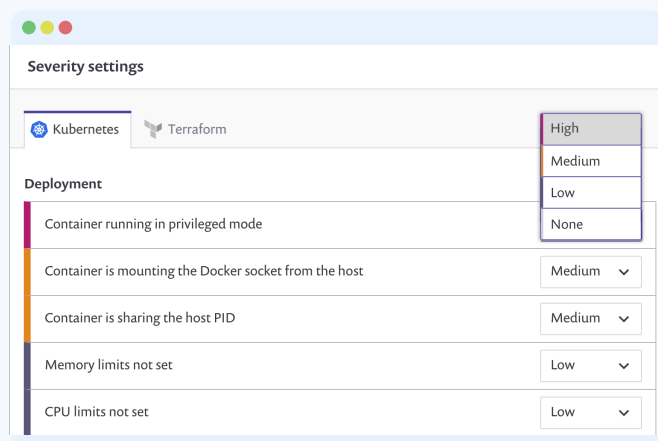 Severity settings
Kubernetes
Terraform
High
Medium
Low
None
Deployment
Container running in privileged mode
Container is mounting the Docker socket from the host
Medium
Container is sharing the host PID
Medium
Memory limits not set
Low
CPU limits not set
Low